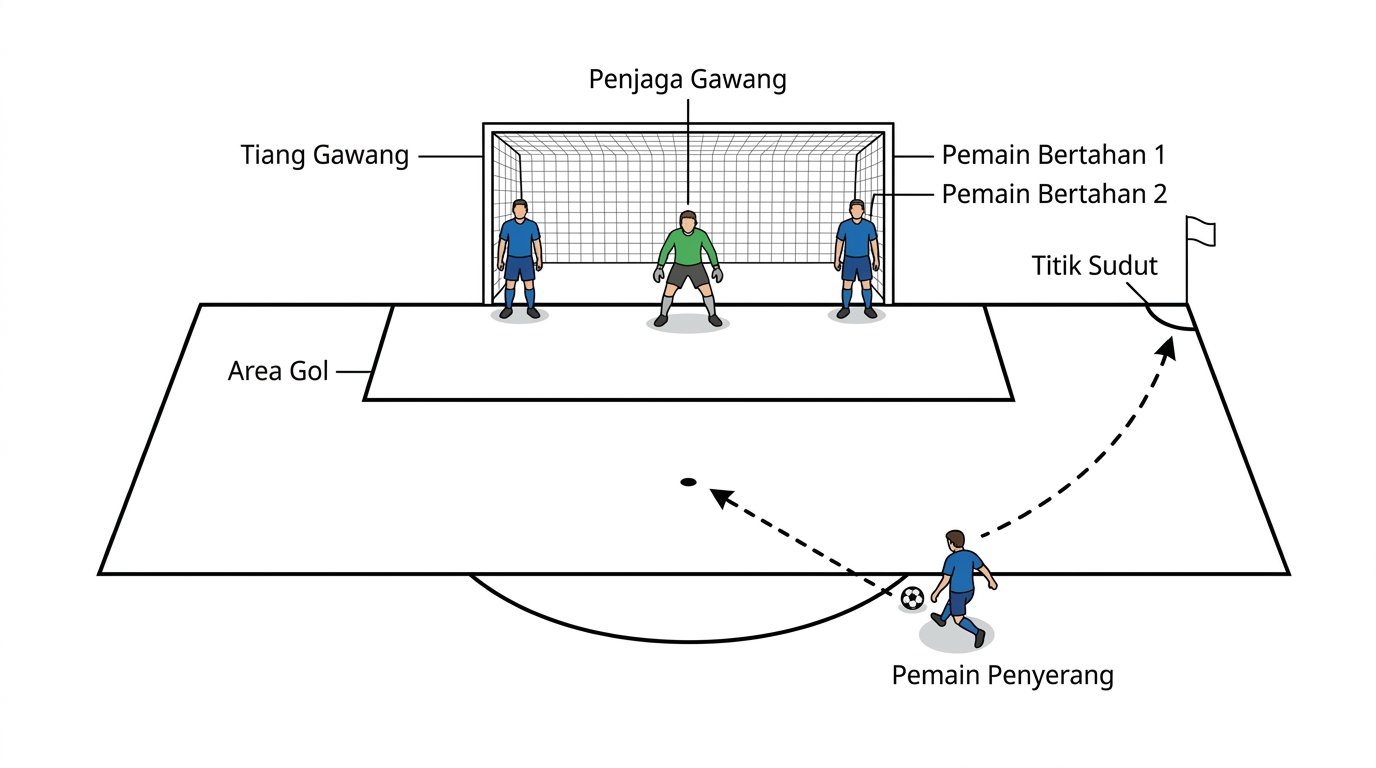 Penjaga Gawang
Tiang Gawang
Pemain Bertahan 1
Pemain Bertahan 2
Titik Sudut
Area Gol
Pemain Penyerang